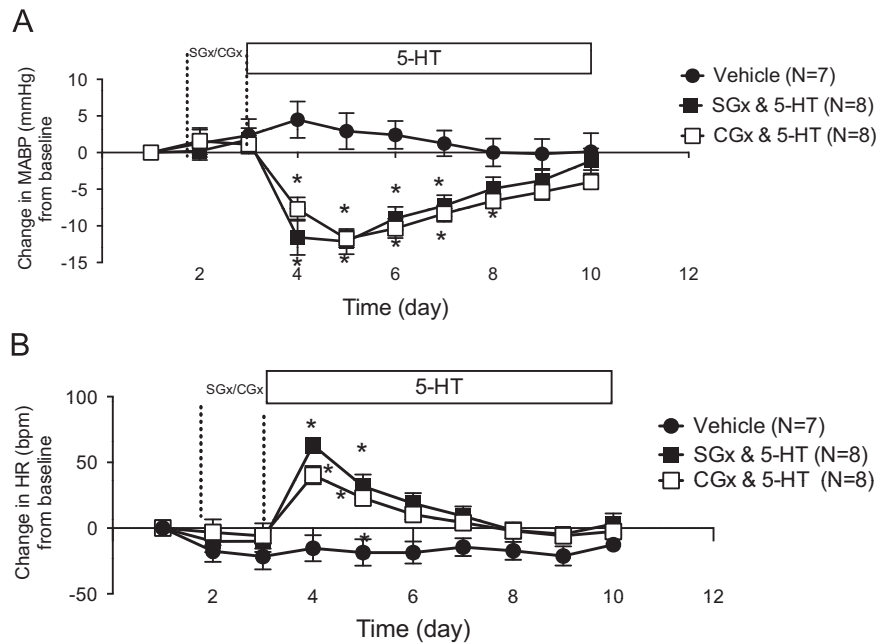 A
SGx/CGx
5-HT
Change in MABP (mmHg)
from baseline
10
5
0
-5
-10
-15
2
4
6
8
10
12
Time (day)
Vehicle (N=7)
SGx & 5-HT (N=8)
CGx & 5-HT (N=8)
* * * * * * * * *
B
SGx/CGx
5-HT
Change in HR (bpm)
from baseline
100
50
0
-50
2
4
6
8
10
12
Time (day)
Vehicle (N=7)
SGx & 5-HT (N=8)
CGx & 5-HT (N=8)
* * * * *